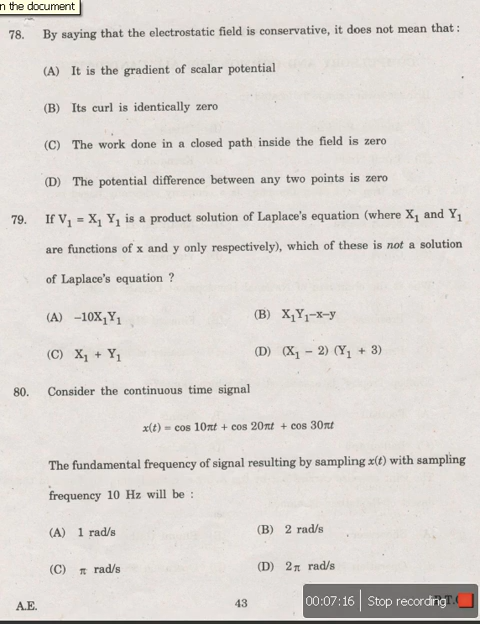 n the document
78. By saying that the electrostatic field is conservative, it does not mean that :
(A) It is the gradient of scalar potential
(B) Its curl is identically zero
(C) The work done in a closed path inside the field is zero
(D) The potential difference between any two points is zero
79. If V₁ = X₁ Y₁ is a product solution of Laplace's equation (where X₁ and Y₁
are functions of x and y only respectively), which of these is not a solution
of Laplace's equation ?
(A) –10X₁Y₁ (B) X₁Y₁–x–y
(C) X₁ + Y₁ (D) (X₁ – 2) (Y₁ + 3)
80. Consider the continuous time signal
x(t) = cos 10πt + cos 20πt + cos 30πt
The fundamental frequency of signal resulting by sampling x(t) with sampling
frequency 10 Hz will be :
(A) 1 rad/s (B) 2 rad/s
(C) π rad/s (D) 2π rad/s
A.E. 43
00:07:16 Stop recording